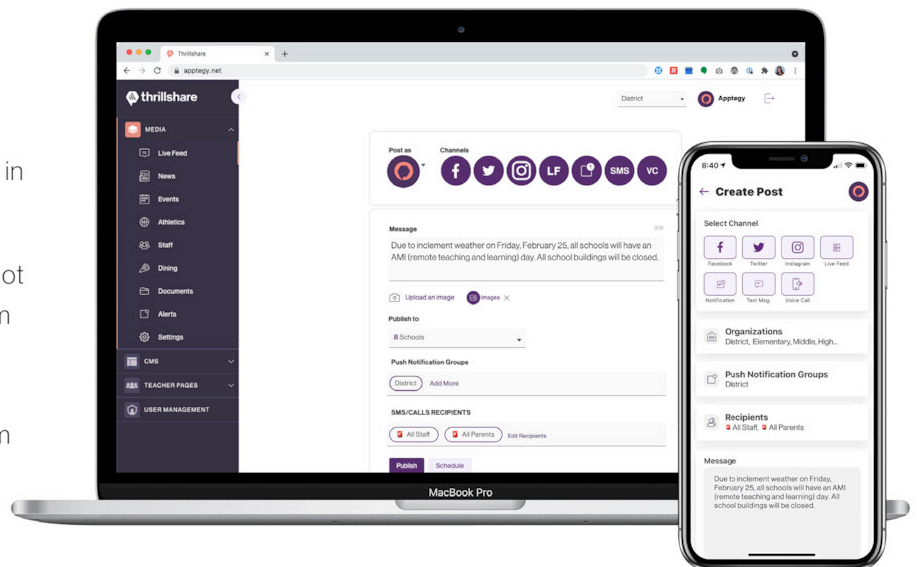 in
ot
Thrillshare
apptegy.net
thrillshare
District
Apptegy
MEDIA
Live Feed
News
Events
Athletics
Staff
Dining
Documents
Alerts
Settings
CMS
TEACHER PAGES
USER MANAGEMENT
Post as
Channels
LF
SMS
VC
Message
Due to inclement weather on Friday, February 25, all schools will have an
AMI (remote teaching and learning) day. All school buildings will be closed.
Upload an image
Images
Publish to
8 Schools
Push Notification Groups
District
Add More
SMS/CALLS RECIPIENTS
All Staff
All Parents
Edit Recipients
Publish
Schedule
MacBook Pro
8:40
Create Post
Select Channel
Facebook
Twitter
Instagram
Live Feed
Notification
Text Msg.
Voice Call
Organizations
District, Elementary, Middle, High...
Push Notification Groups
District
Recipients
All Staff, All Parents
Message
Due to inclement weather on Friday,
February 25, all schools will have an AMI
(remote teaching and learning) day. All
school buildings will be closed.